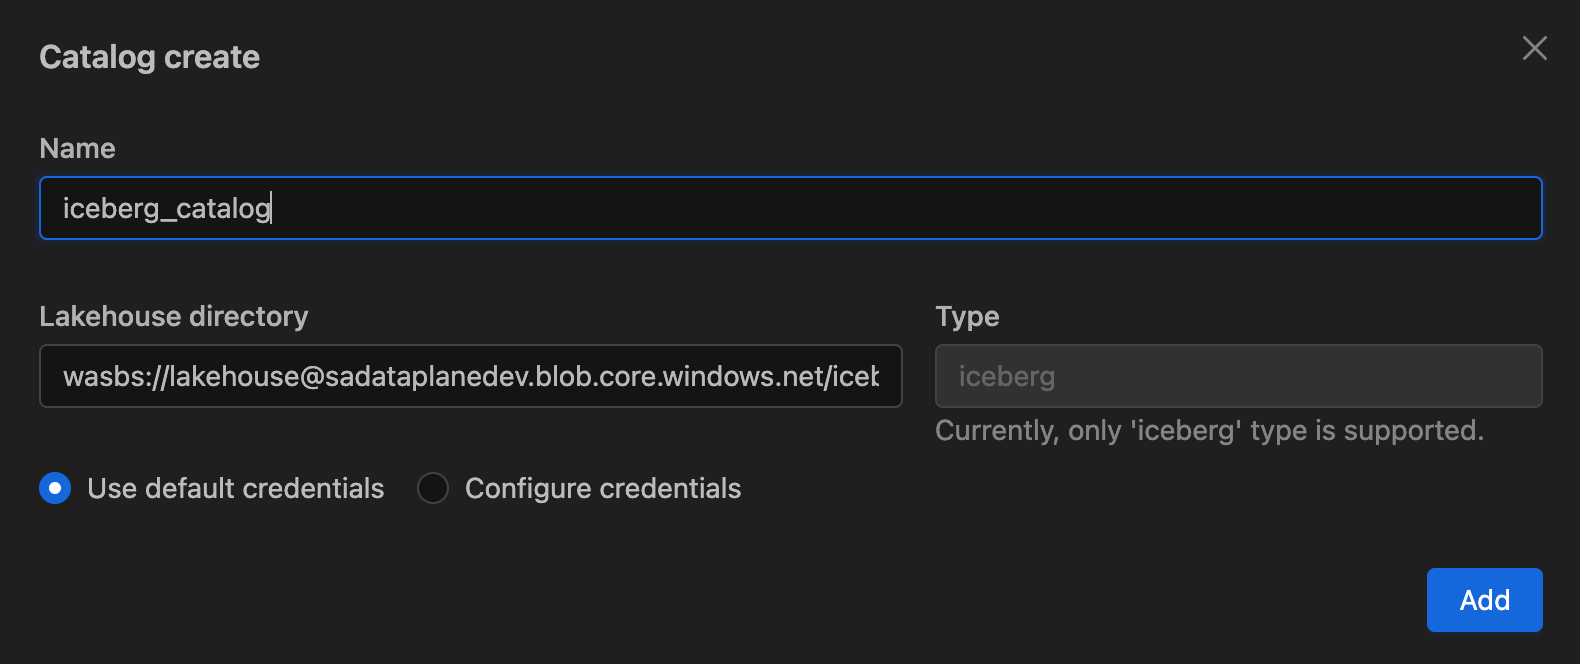 Catalog create
Name
iceberg_catalog
Lakehouse directory
Type
wasbs://lakehouse@sadataplanedev.blob.core.windows.net/iceb
iceberg
Currently, only 'iceberg' type is supported.
Use default credentials
Configure credentials
Add